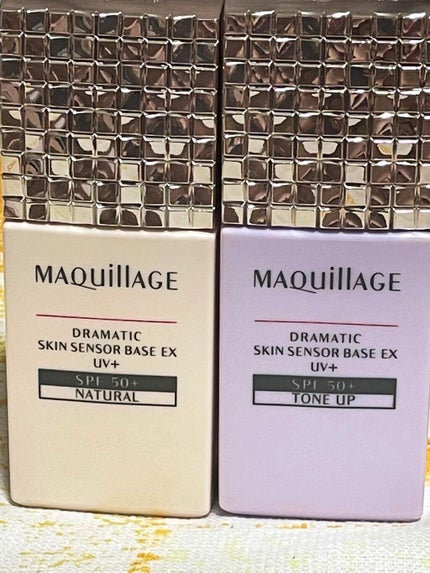 MAQuillAGE
DRAMATIC
SKIN SENSOR BASE EX
UV+
SPF 50+
NATURAL
MAQuillAGE
DRAMATIC
SKIN SENSOR BASE EX
UV+
SPF 50+
TONE UP